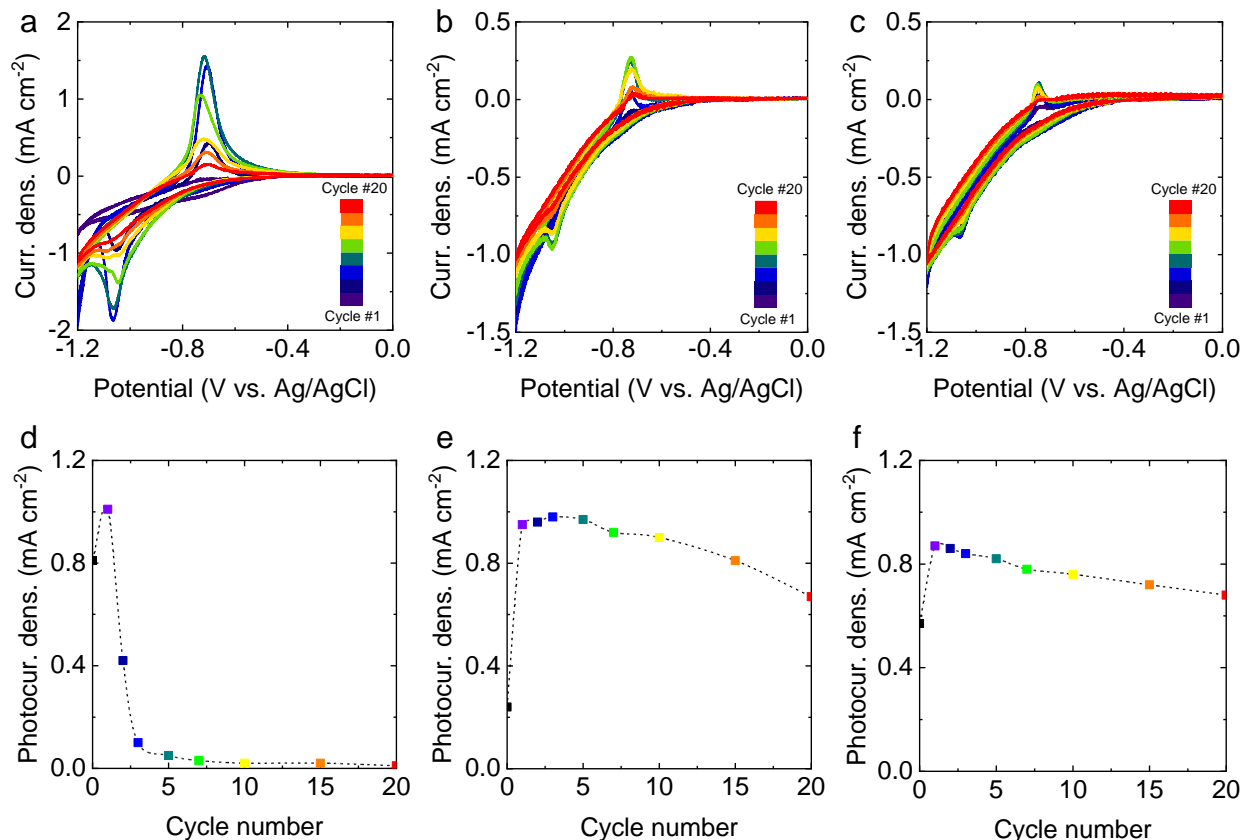 a
Curr. dens. (mA cm⁻²)
2
1
0
-1
-2
Cycle #20
Cycle #1
-1.2
-0.8
-0.4
0.0
Potential (V vs. Ag/AgCl)
b
Curr. dens. (mA cm⁻²)
0.5
0.0
-0.5
-1.0
-1.5
Cycle #20
Cycle #1
-1.2
-0.8
-0.4
0.0
Potential (V vs. Ag/AgCl)
c
Curr. dens. (mA cm⁻²)
0.5
0.0
-0.5
-1.0
-1.5
Cycle #20
Cycle #1
-1.2
-0.8
-0.4
0.0
Potential (V vs. Ag/AgCl)
d
Photocur. dens. (mA cm⁻²)
1.2
0.8
0.4
0.0
0
5
10
15
20
Cycle number
e
Photocur. dens. (mA cm⁻²)
1.2
0.8
0.4
0.0
0
5
10
15
20
Cycle number
f
Photocur. dens. (mA cm⁻²)
1.2
0.8
0.4
0.0
0
5
10
15
20
Cycle number